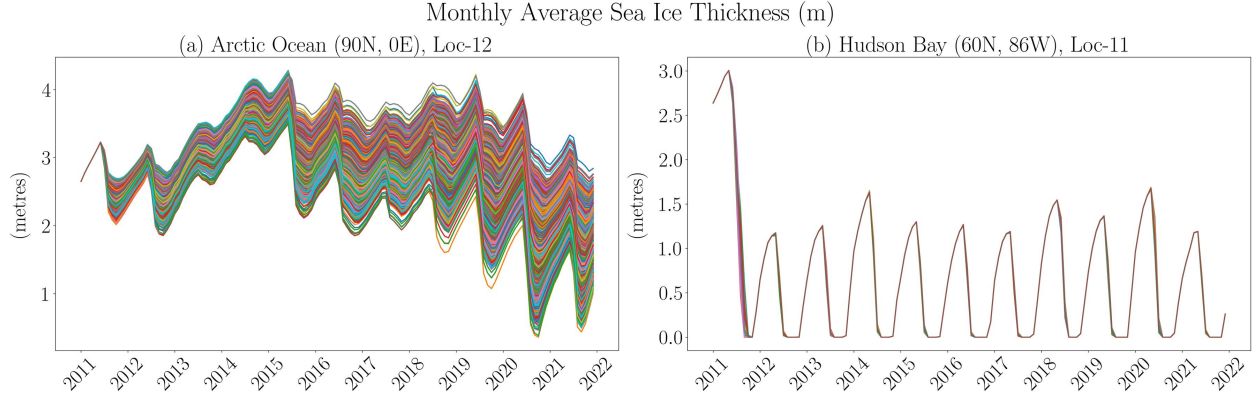 Monthly Average Sea Ice Thickness (m)
(a) Arctic Ocean (90N, 0E), Loc-12
(metres)
4
3
2
1
2011 2012 2013 2014 2015 2016 2017 2018 2019 2020 2021 2022
(b) Hudson Bay (60N, 86W), Loc-11
(metres)
3.0
2.5
2.0
1.5
1.0
0.5
0.0
2011 2012 2013 2014 2015 2016 2017 2018 2019 2020 2021 2022